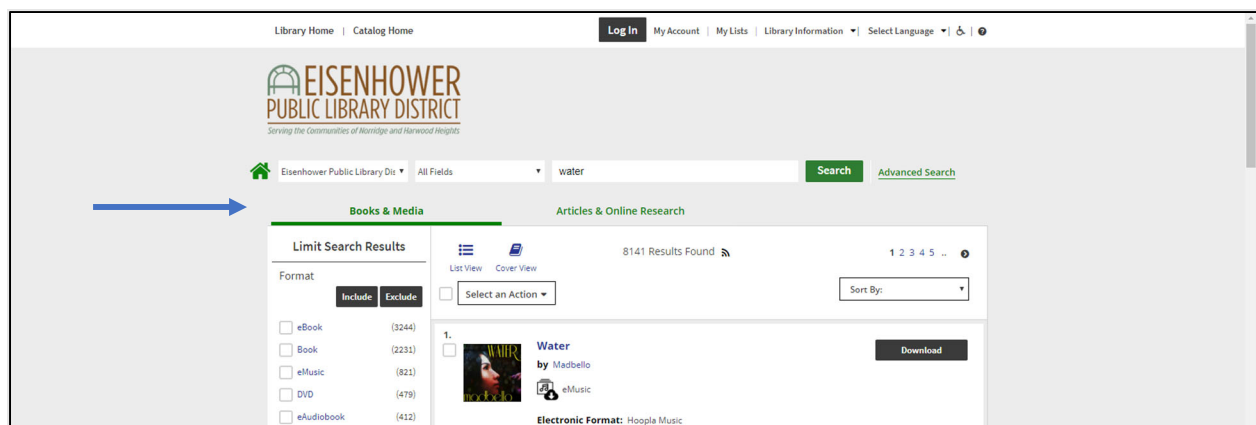 Library Home | Catalog Home
Log In My Account | My Lists | Library Information | Select Language | |
EISENHOWER
PUBLIC LIBRARY DISTRICT
Serving the Communities of Norridge and Harwood Heights
Eisenhower Public Library Dis All Fields water Search Advanced Search
Books & Media Articles & Online Research
Limit Search Results
8141 Results Found
1 2 3 4 5 ..
List View Cover View
Format
Include Exclude
Select an Action
Sort By:
eBook (3244)
Book (2231)
eMusic (821)
DVD (479)
eAudiobook (412)
1.
WATER
madbello
Water
by Madbello
eMusic
Electronic Format: Hoopla Music
Download